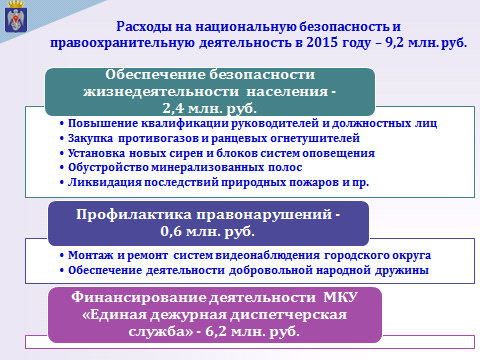 Расходы на национальную безопасность и
правоохранительную деятельность в 2015 году – 9,2 млн. руб.
Обеспечение безопасности
жизнедеятельности населения -
2,4 млн. руб.
• Повышение квалификации руководителей и должностных лиц
• Закупка противогазов и ранцевых огнетушителей
• Установка новых сирен и блоков систем оповещения
• Обустройство минерализованных полос
• Ликвидация последствий природных пожаров и пр.
Профилактика правонарушений -
0,6 млн. руб.
• Монтаж и ремонт систем видеонаблюдения городского округа
• Обеспечение деятельности добровольной народной дружины
Финансирование деятельности МКУ
«Единая дежурная диспетчерская
служба» - 6,2 млн. руб.